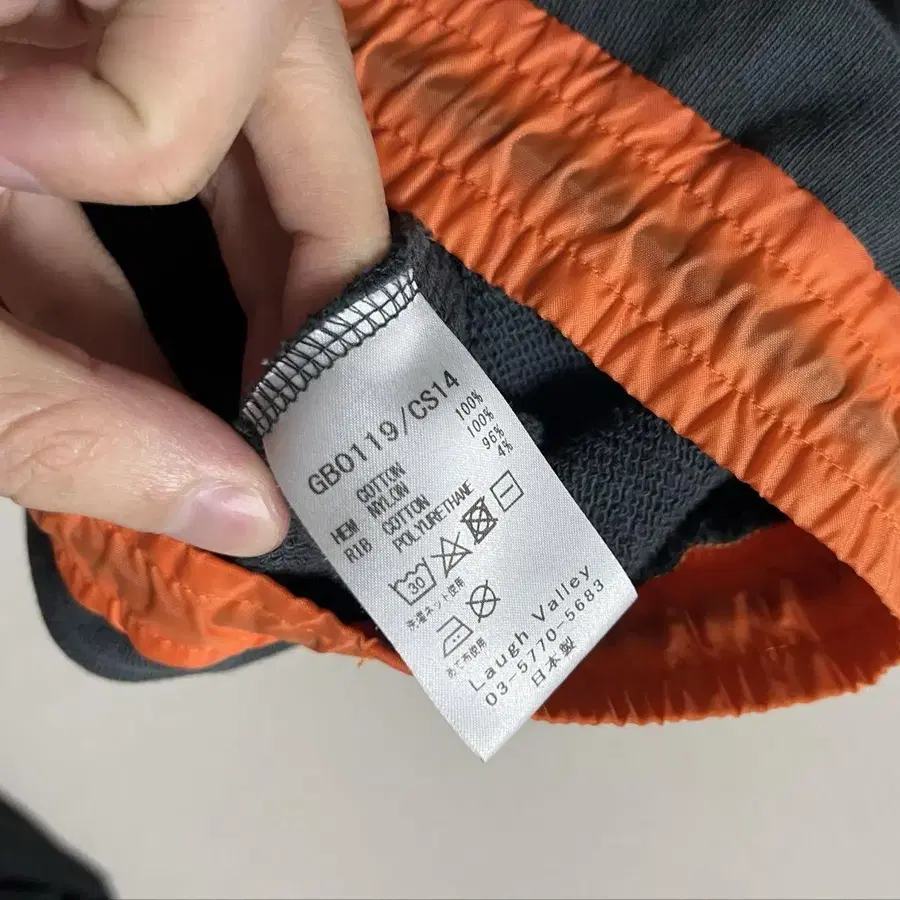 GB0119/CS14
COTTON 100%
HEM NYLON 100%
RIB COTTON 96%
POLYURETHANE 4%
30
洗濯ネット使用
あて布使用
Laugh Valley
03-5770-5683
日本製